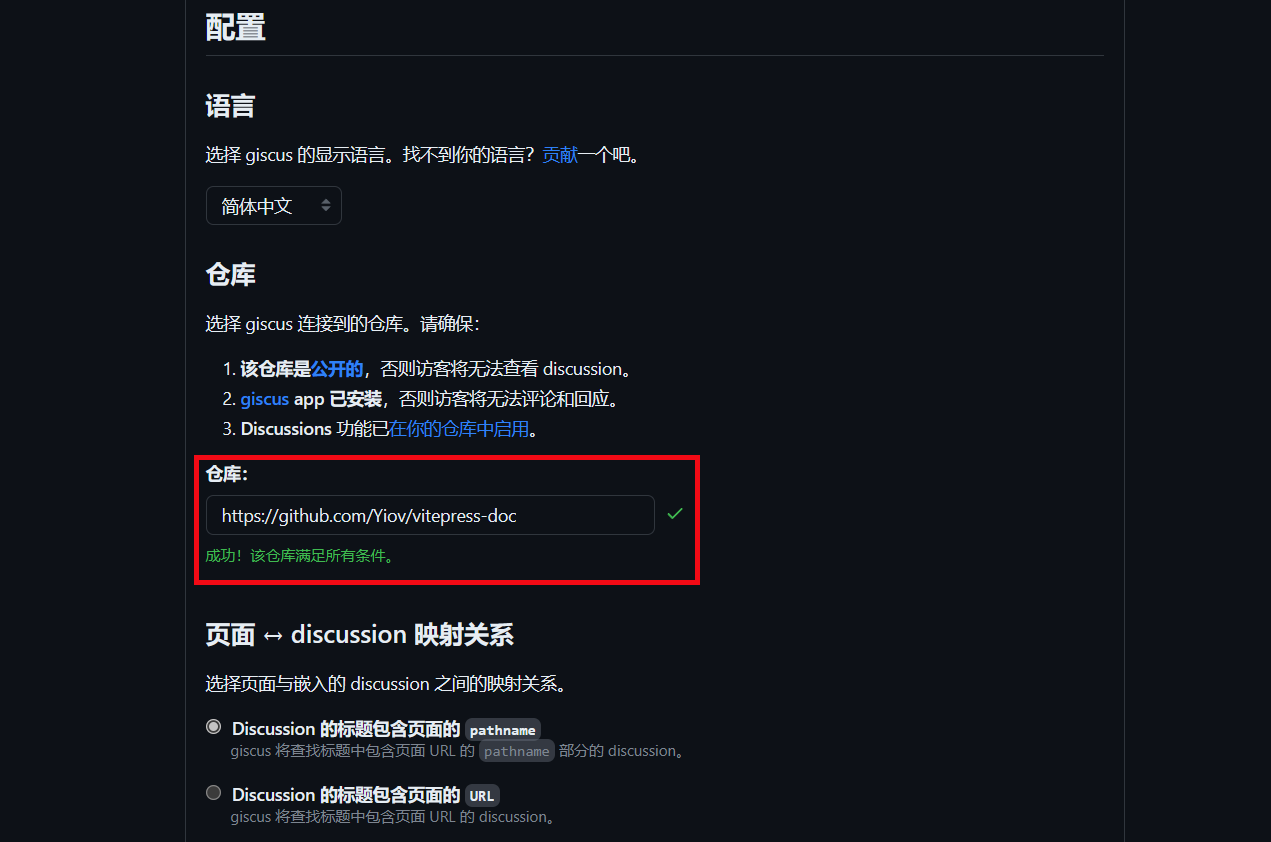 配置
语言
选择 giscus 的显示语言。找不到你的语言？贡献一个吧。
简体中文
仓库
选择 giscus 连接到的仓库。请确保：
1. 该仓库是公开的，否则访客将无法查看 discussion。
2. giscus app 已安装，否则访客将无法评论和回应。
3. Discussions 功能已在你的仓库中启用。
仓库：
https://github.com/Yiov/vitepress-doc
成功！该仓库满足所有条件。
页面 ↔ discussion 映射关系
选择页面与嵌入的 discussion 之间的映射关系。
Discussion 的标题包含页面的 pathname
giscus 将查找标题中包含页面 URL 的 pathname 部分的 discussion。
Discussion 的标题包含页面的 URL
giscus 将查找标题中包含页面 URL 的 discussion。